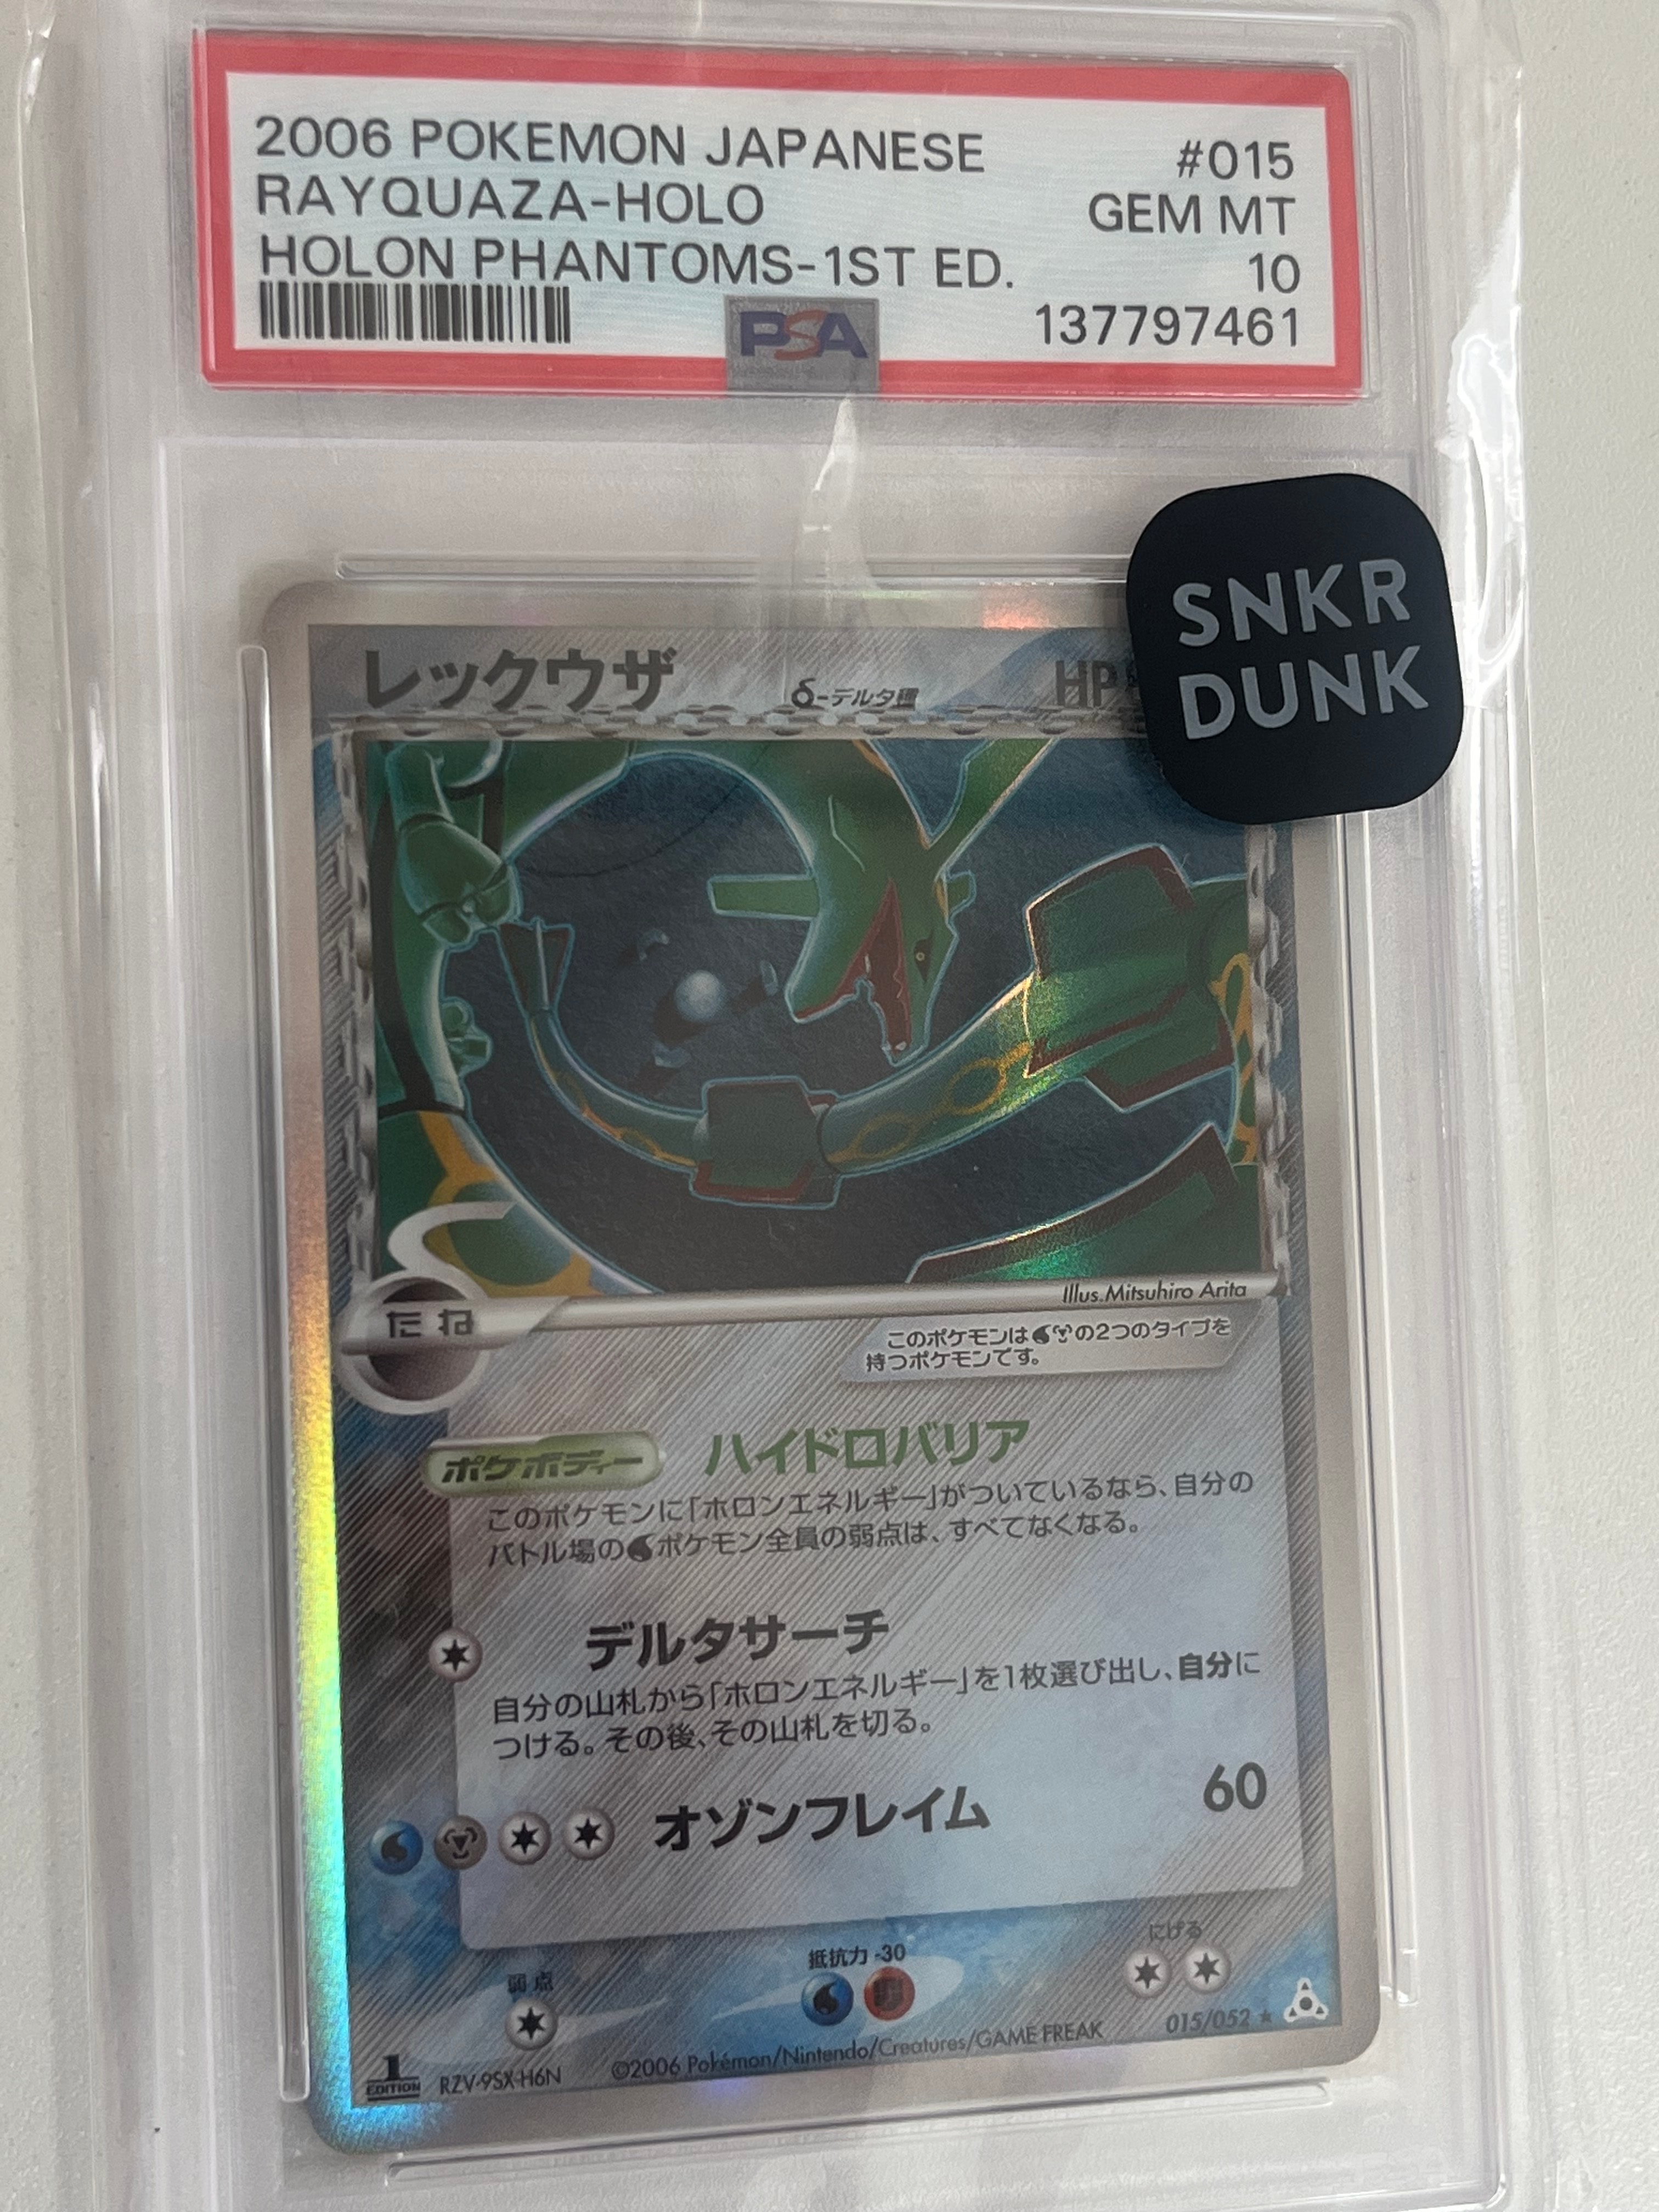 2006 POKEMON JAPANESE #015
RAYQUAZA-HOLO GEM MT
HOLON PHANTOMS-1ST ED. 10
137797461
PSA
SNKR
DUNK
レックウザ δ-デルタ種 HP
Illus.Mitsuhiro Arita
たね
このポケモンはの2つのタイプを
持つポケモンです。
ポケボディー ハイドロバリア
このポケモンに「ホロンエネルギー」がついているなら、自分の
バトル場のポケモン全員の弱点は、すべてなくなる。
デルタサーチ
自分の山札から「ホロンエネルギー」を1枚選び出し、自分に
つける。その後、その山札を切る。
オゾンフレイム 60
弱点 抵抗力 -30 にげる
015/052 ★
1
EDITION RZV-9SX-H6N ©2006 Pokémon/Nintendo/Creatures/GAME FREAK